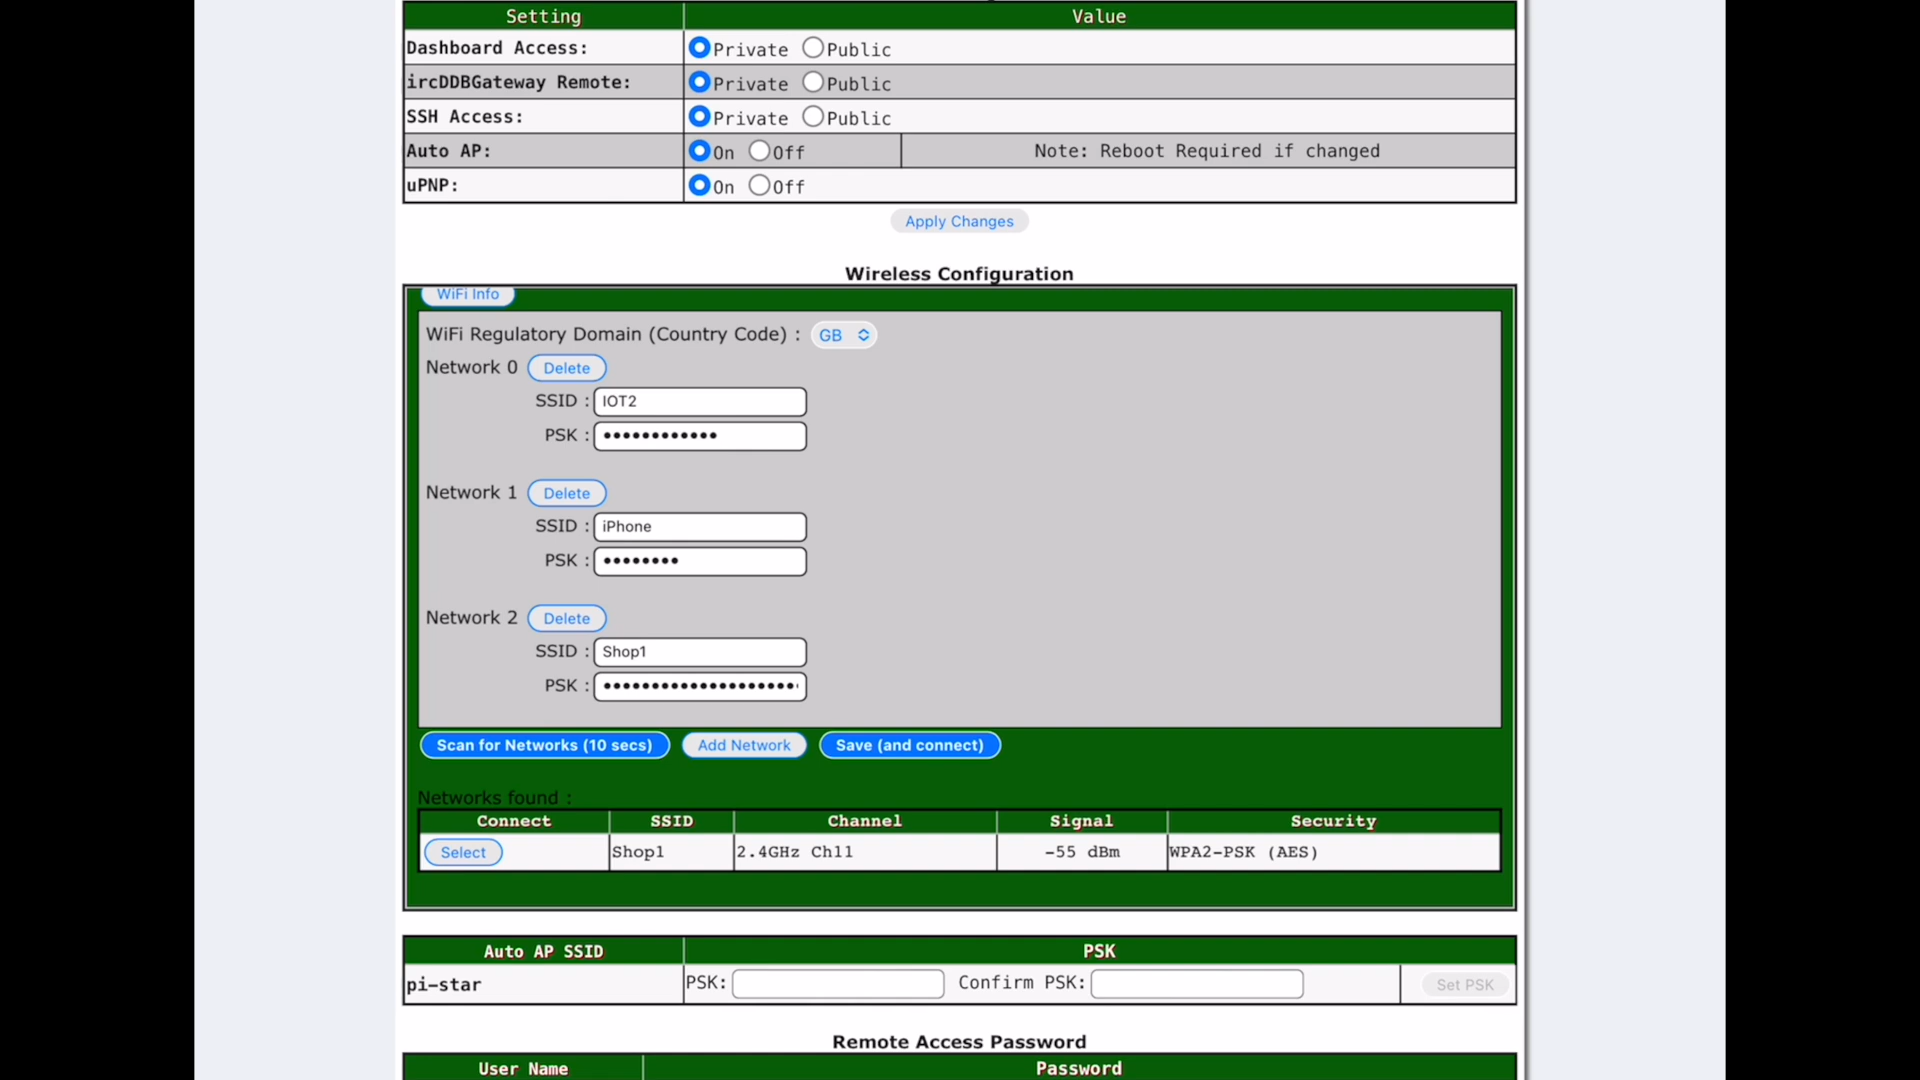 Setting Value
Dashboard Access: Private Public
ircDDBGateway Remote: Private Public
SSH Access: Private Public
Auto AP: On Off Note: Reboot Required if changed
uPNP: On Off
Apply Changes
Wireless Configuration
WiFi Info
WiFi Regulatory Domain (Country Code) : GB
Network 0 Delete
SSID : IOT2
PSK : ••••••••••••
Network 1 Delete
SSID : iPhone
PSK : ••••••••
Network 2 Delete
SSID : Shop1
PSK : ••••••••••••••••••••
Scan for Networks (10 secs) Add Network Save (and connect)
Networks found :
Connect SSID Channel Signal Security
Select Shop1 2.4GHz Ch11 -55 dBm WPA2-PSK (AES)
Auto AP SSID PSK
pi-star PSK: Confirm PSK: Set PSK
Remote Access Password
User Name Password